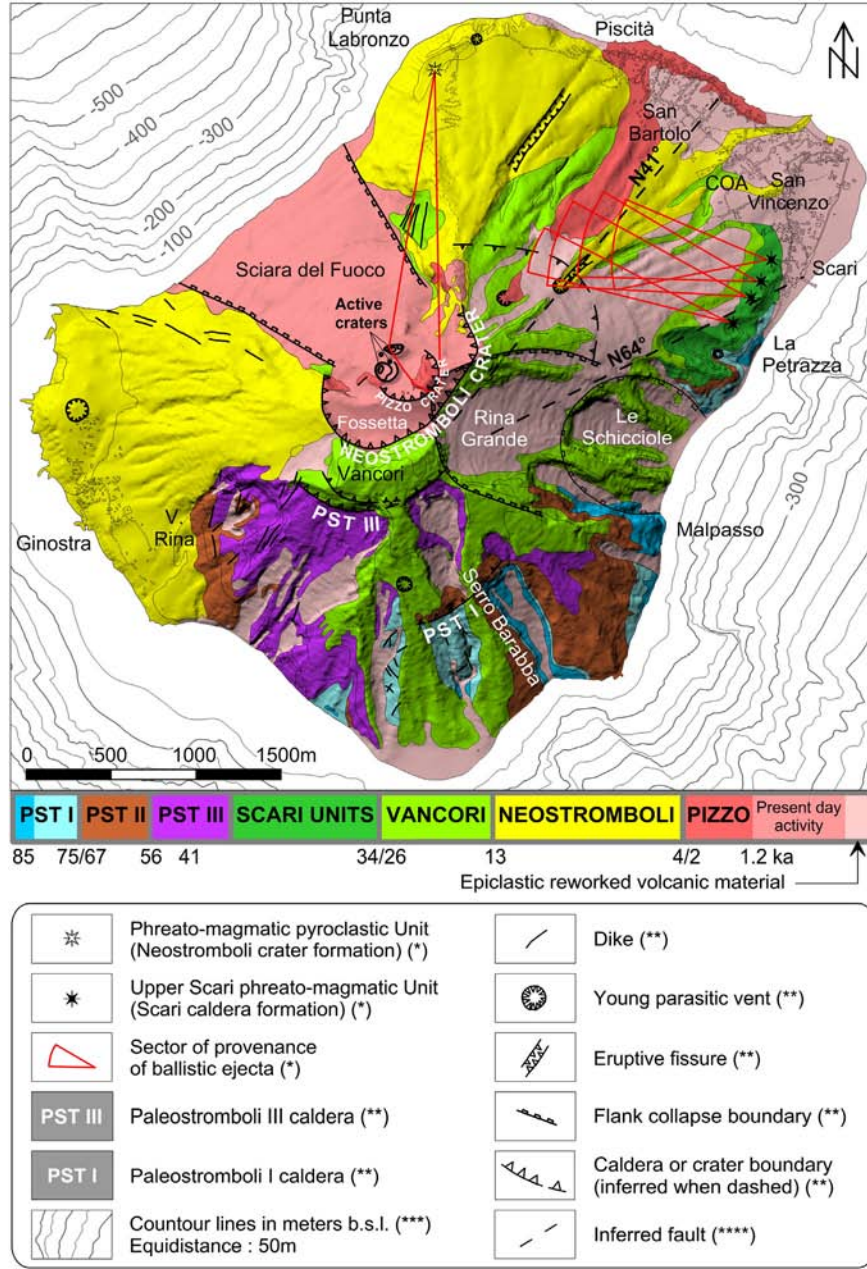 Punta
Labronzo
Piscità
N
-500
-400
-300
-200
-100
San
Bartolo
N41°
COA
San
Vincenzo
Scari
Sciara del Fuoco
Active
craters
N64°
La
Petrazza
PIZZO CRATER
NEOSTROMBOLI CRATER
Fossetta
Rina
Grande
Le
Schicciole
-300
Vancori
PST III
Malpasso
V.
Rina
Ginostra
PST I
Serro Barabba
0 500 1000 1500m
PST I PST II PST III SCARI UNITS VANCORI NEOSTROMBOLI PIZZO Present day
activity
85 75/67 56 41 34/26 13 4/2 1.2 ka
Epiclastic reworked volcanic material
Phreato-magmatic pyroclastic Unit
(Neostromboli crater formation) (*)
Upper Scari phreato-magmatic Unit
(Scari caldera formation) (*)
Sector of provenance
of ballistic ejecta (*)
PST III Paleostromboli III caldera (**)
PST I Paleostromboli I caldera (**)
Countour lines in meters b.s.l. (***)
Equidistance : 50m
Dike (**)
Young parasitic vent (**)
Eruptive fissure (**)
Flank collapse boundary (**)
Caldera or crater boundary
(inferred when dashed) (**)
Inferred fault (****)